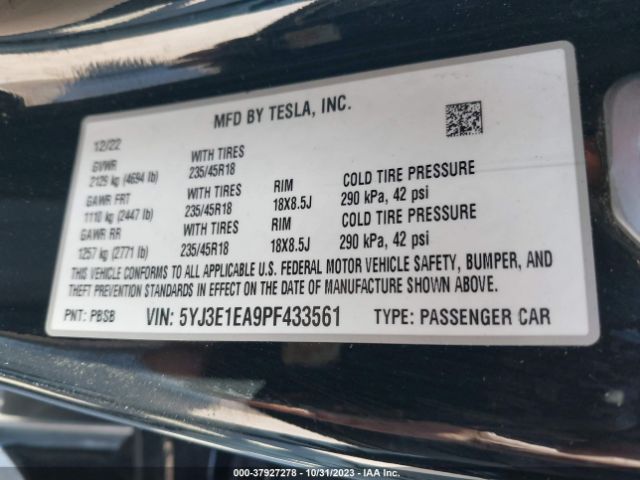 MFD BY TESLA, INC.
12/22
GVWR WITH TIRES
2129 kg (4694 lb) 235/45R18
GAWR FRT WITH TIRES RIM COLD TIRE PRESSURE
1110 kg (2447 lb) 235/45R18 18X8.5J 290 kPa, 42 psi
GAWR RR WITH TIRES RIM COLD TIRE PRESSURE
1257 kg (2771 lb) 235/45R18 18X8.5J 290 kPa, 42 psi
THIS VEHICLE CONFORMS TO ALL APPLICABLE U.S. FEDERAL MOTOR VEHICLE SAFETY, BUMPER, AND
THEFT PREVENTION STANDARDS IN EFFECT ON THE DATE OF MANUFACTURE SHOWN ABOVE.
PNT: PBSB VIN: 5YJ3E1EA9PF433561 TYPE: PASSENGER CAR
000-37927278 - 10/31/2023 - IAA Inc.